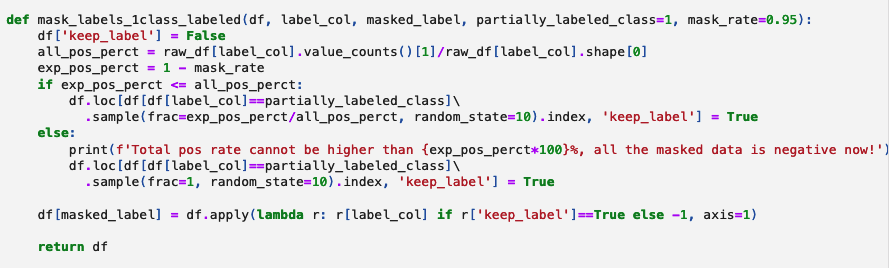 def mask_labels_1class_labeled(df, label_col, masked_label, partially_labeled_class=1, mask_rate=0.95):
    df['keep_label'] = False
    all_pos_perct = raw_df[label_col].value_counts()[1]/raw_df[label_col].shape[0]
    exp_pos_perct = 1 - mask_rate
    if exp_pos_perct <= all_pos_perct:
        df.loc[df[df[label_col]==partially_labeled_class]\
          .sample(frac=exp_pos_perct/all_pos_perct, random_state=10).index, 'keep_label'] = True
    else:
        print(f'Total pos rate cannot be higher than {exp_pos_perct*100}%, all the masked data is negative now!')
        df.loc[df[df[label_col]==partially_labeled_class]\
          .sample(frac=1, random_state=10).index, 'keep_label'] = True
    df[masked_label] = df.apply(lambda r: r[label_col] if r['keep_label']==True else -1, axis=1)
    return df